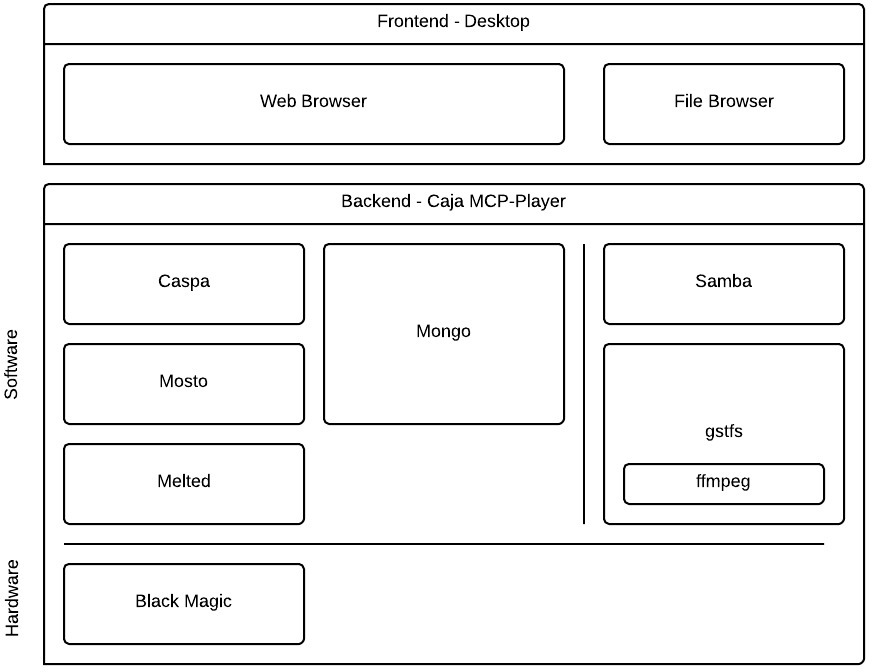 Frontend - Desktop
Web Browser
File Browser
Backend - Caja MCP-Player
Software
Caspa
Mongo
Samba
Mosto
gstfs
Melted
ffmpeg
Hardware
Black Magic